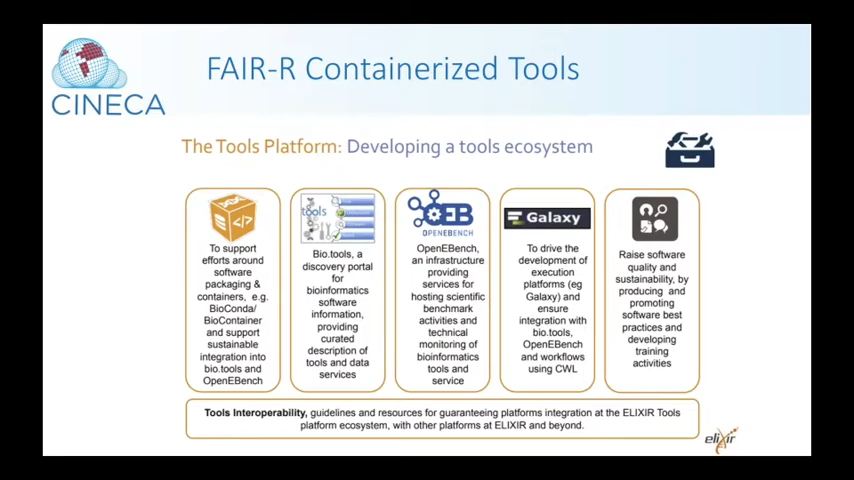 FAIR-R Containerized Tools
CINECA
The Tools Platform: Developing a tools ecosystem
To support
efforts around
software
packaging &
containers, e.g.
BioConda/
BioContainer
and support
sustainable
integration into
bio.tools and
OpenEBench
tools
Bio.tools, a
discovery portal
for
bioinformatics
software
information,
providing
curated
description of
tools and data
services
OEB
OPENEBENCH
OpenEBench,
an infrastructure
providing
services for
hosting scientific
benchmark
activities and
technical
monitoring of
bioinformatics
tools and
service
Galaxy
To drive the
development of
execution
platforms (eg
Galaxy) and
ensure
integration with
bio.tools,
OpenEBench
and workflows
using CWL
Raise software
quality and
sustainability, by
producing and
promoting
software best
practices and
developing
training
activities
Tools Interoperability, guidelines and resources for guaranteeing platforms integration at the ELIXIR Tools
platform ecosystem, with other platforms at ELIXIR and beyond.
elixir